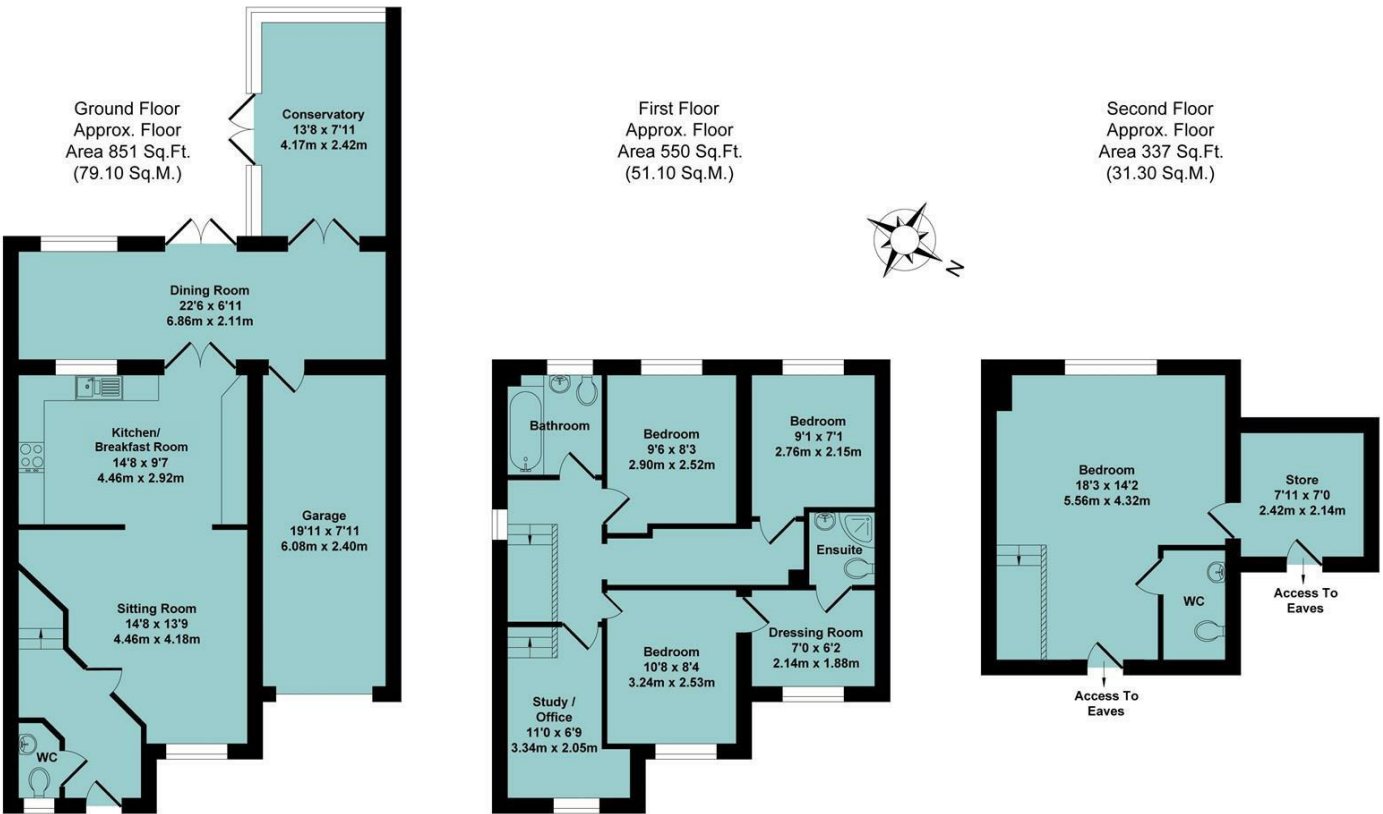 Ground Floor
Approx. Floor
Area 851 Sq.Ft.
(79.10 Sq.M.)
Conservatory
13'8 x 7'11
4.17m x 2.42m
Dining Room
22'6 x 6'11
6.86m x 2.11m
Kitchen/
Breakfast Room
14'8 x 9'7
4.46m x 2.92m
Garage
19'11 x 7'11
6.08m x 2.40m
Sitting Room
14'8 x 13'9
4.46m x 4.18m
WC
First Floor
Approx. Floor
Area 550 Sq.Ft.
(51.10 Sq.M.)
N
Bathroom
Bedroom
9'6 x 8'3
2.90m x 2.52m
Bedroom
9'1 x 7'1
2.76m x 2.15m
Ensuite
Bedroom
10'8 x 8'4
3.24m x 2.53m
Dressing Room
7'0 x 6'2
2.14m x 1.88m
Study /
Office
11'0 x 6'9
3.34m x 2.05m
Second Floor
Approx. Floor
Area 337 Sq.Ft.
(31.30 Sq.M.)
Bedroom
18'3 x 14'2
5.56m x 4.32m
Store
7'11 x 7'0
2.42m x 2.14m
WC
Access To
Eaves
Access To
Eaves